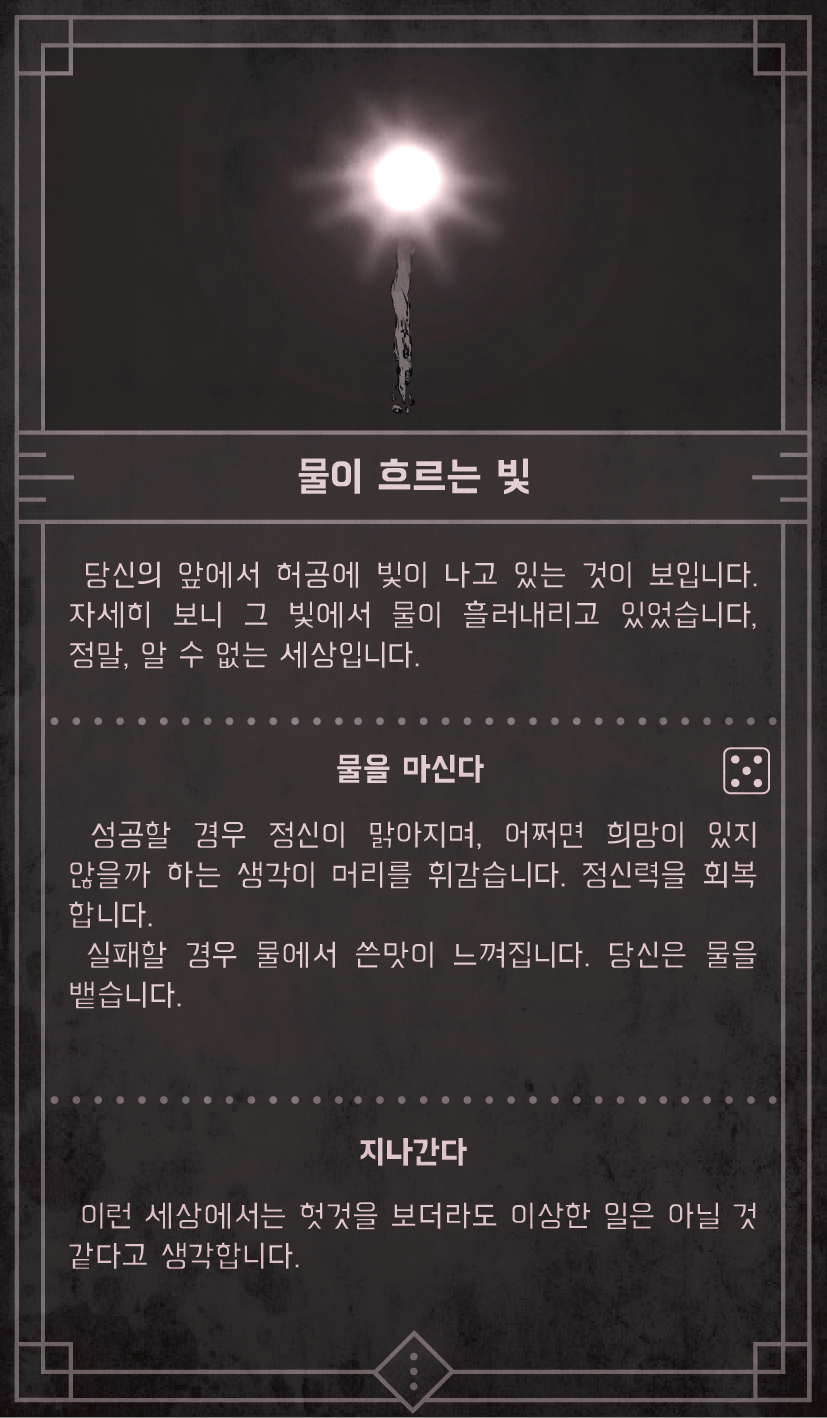 물이 흐르는 빛
당신의 앞에서 허공에 빛이 나고 있는 것이 보입니다.
자세히 보니 그 빛에서 물이 흘러내리고 있었습니다,
정말, 알 수 없는 세상입니다.
물을 마신다
성공할 경우 정신이 맑아지며, 어쩌면 희망이 있지
않을까 하는 생각이 머리를 휘감습니다. 정신력을 회복
합니다.
실패할 경우 물에서 쓴맛이 느껴집니다. 당신은 물을
뱉습니다.
지나간다
이런 세상에서는 헛것을 보더라도 이상한 일은 아닐 것
같다고 생각합니다.